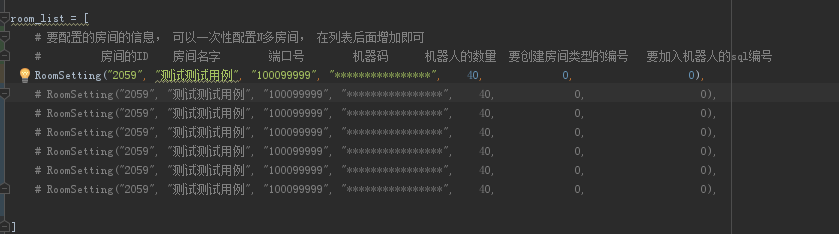 room_list = [
# 要配置的房间的信息, 可以一次性配置N多房间, 在列表后面增加即可
# 房间的ID 房间名字 端口号 机器码 机器人的数量 要创建房间类型的编号 要加入机器人的sql编号
RoomSetting("2059", "测试测试用例", "100099999", "****************", 40, 0, 0),
# RoomSetting("2059", "测试测试用例", "100099999", "****************", 40, 0, 0),
# RoomSetting("2059", "测试测试用例", "100099999", "****************", 40, 0, 0),
# RoomSetting("2059", "测试测试用例", "100099999", "****************", 40, 0, 0),
# RoomSetting("2059", "测试测试用例", "100099999", "****************", 40, 0, 0),
# RoomSetting("2059", "测试测试用例", "100099999", "****************", 40, 0, 0),
# RoomSetting("2059", "测试测试用例", "100099999", "****************", 40, 0, 0),
]